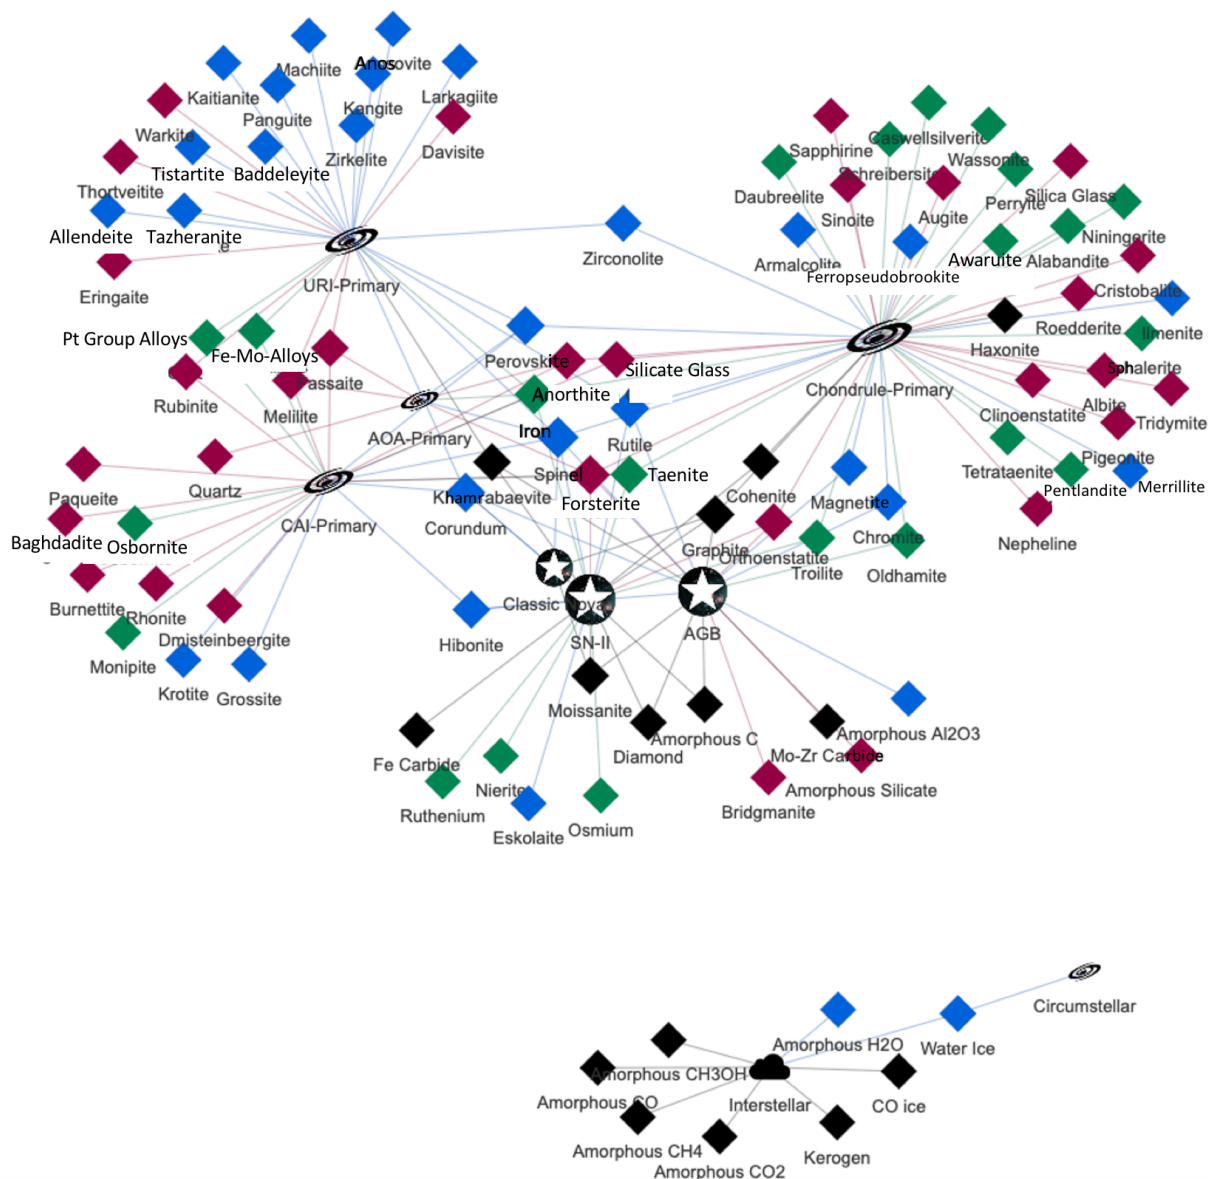 Machiite
Anosovite
Kaitianite
Larkagiite
Panguite
Kangite
Warkite
Zirkelite
Davisite
Tistartite
Baddeleyite
Thortveitite
Allendeite
Tazheranite
Eringaite
URI-Primary
Zirconolite
Sapphirine
Caswellsilverite
Wassonite
Schreibersite
Daubreelite
Silica Glass
Perryite
Sinoite
Augite
Niningerite
Armalcolite
Awaruite
Alabandite
Ferropseudobrookite
Cristobalite
Roedderite
Ilmenite
Haxonite
Pt Group Alloys
Fe-Mo-Alloys
Perovskite
Silicate Glass
Sphalerite
Fassaite
Chondrule-Primary
Rubinite
Melilite
Anorthite
Albite
Clinoenstatite
Tridymite
AOA-Primary
Iron
Rutile
Pigeonite
Tetrataenite
Quartz
Spinel
Taenite
Merrillite
Pentlandite
Paqueite
Khamrabaevite
Cohenite
Magnetite
Forsterite
CAI-Primary
Corundum
Chromite
Baghdadite
Osbornite
Graphite
Orthoenstatite
Nepheline
Troilite
Oldhamite
Burnettite
Rhonite
Classic Nova
Dmisteinbeergite
SN-II
AGB
Hibonite
Monipite
Krotite
Grossite
Moissanite
Amorphous C
Amorphous Al2O3
Diamond
Mo-Zr Carbide
Fe Carbide
Nierite
Amorphous Silicate
Ruthenium
Bridgmanite
Eskolaite
Osmium
Circumstellar
Amorphous H2O
Water Ice
Amorphous CH3OH
Amorphous CO
Interstellar
CO ice
Amorphous CH4
Kerogen
Amorphous CO2